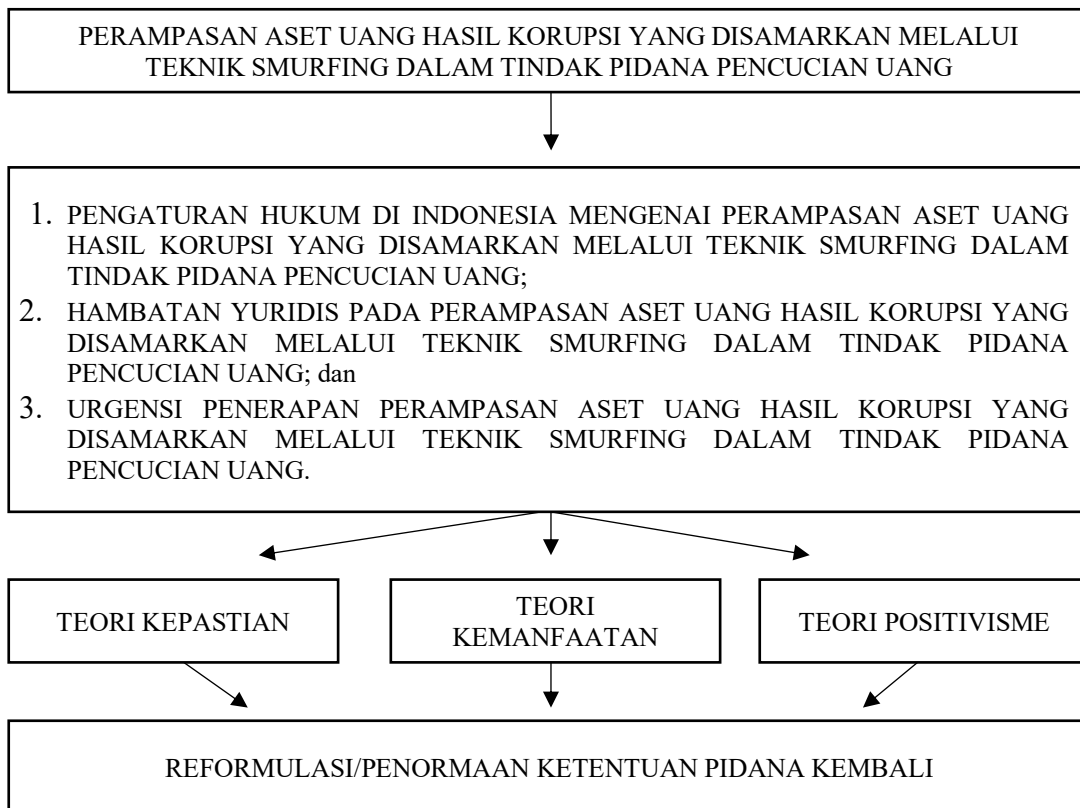 PERAMPASAN ASET UANG HASIL KORUPSI YANG DISAMARKAN MELALUI
TEKNIK SMURFING DALAM TINDAK PIDANA PENCUCIAN UANG
1. PENGATURAN HUKUM DI INDONESIA MENGENAI PERAMPASAN ASET UANG
HASIL KORUPSI YANG DISAMARKAN MELALUI TEKNIK SMURFING DALAM
TINDAK PIDANA PENCUCIAN UANG;
2. HAMBATAN YURIDIS PADA PERAMPASAN ASET UANG HASIL KORUPSI YANG
DISAMARKAN MELALUI TEKNIK SMURFING DALAM TINDAK PIDANA
PENCUCIAN UANG; dan
3. URGENSI PENERAPAN PERAMPASAN ASET UANG HASIL KORUPSI YANG
DISAMARKAN MELALUI TEKNIK SMURFING DALAM TINDAK PIDANA
PENCUCIAN UANG.
TEORI KEPASTIAN
TEORI
KEMANFAATAN
TEORI POSITIVISME
REFORMULASI/PENORMAAN KETENTUAN PIDANA KEMBALI